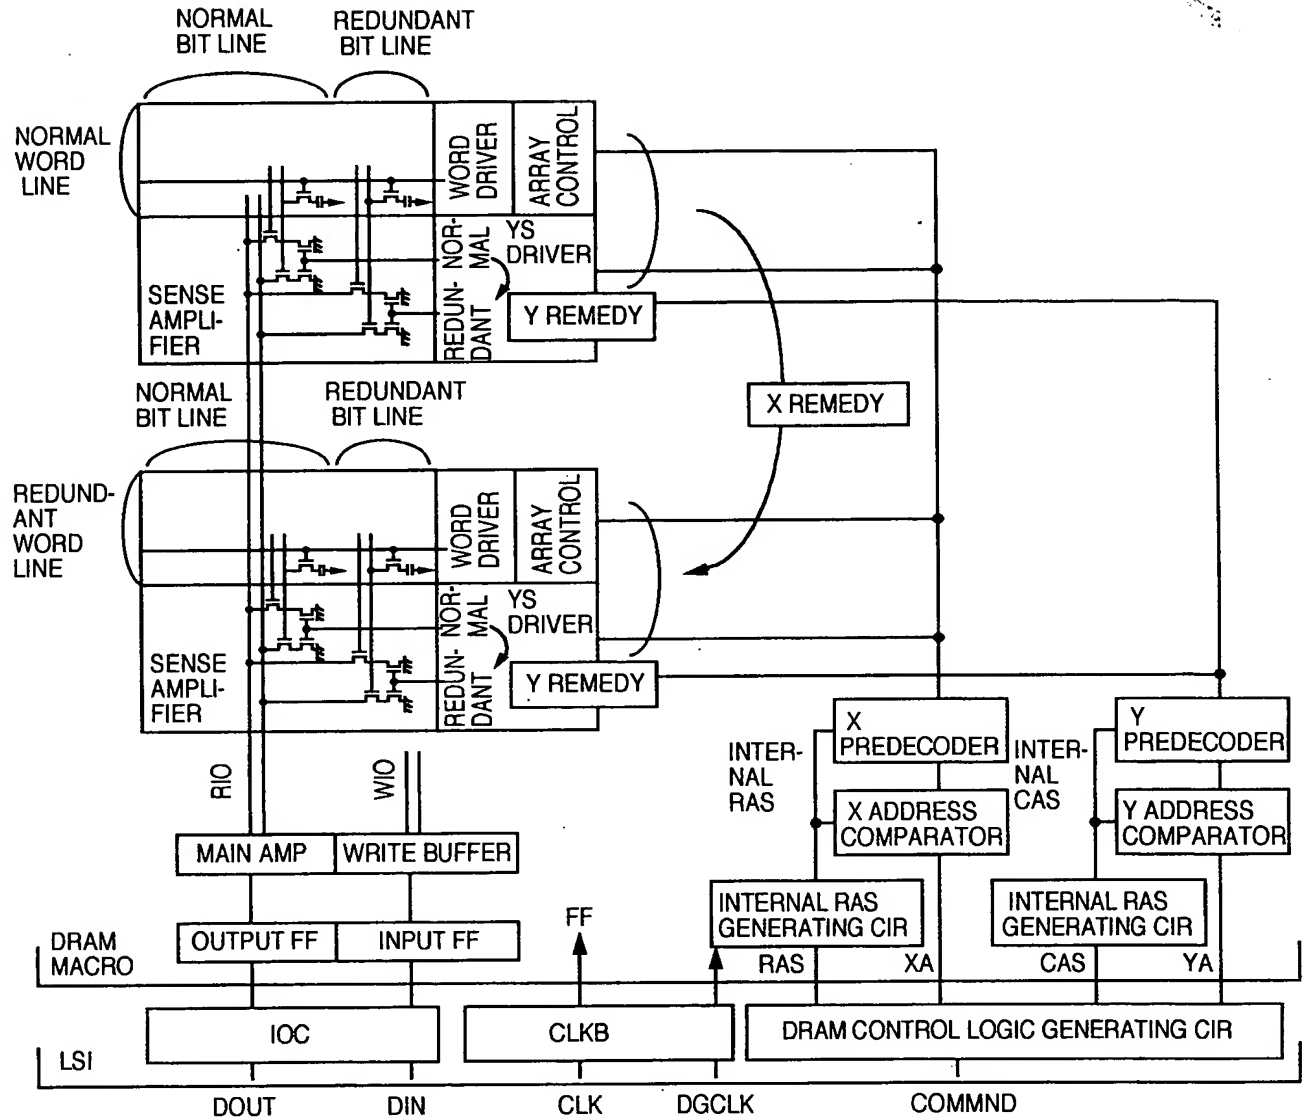 NORMAL
BIT LINE
REDUNDANT
BIT LINE
NORMAL
WORD
LINE
WORD
DRIVER
ARRAY
CONTROL
NOR-
MAL
YS
DRIVER
SENSE
AMPLI-
FIER
REDUN-
DANT
Y REMEDY
NORMAL
BIT LINE
REDUNDANT
BIT LINE
X REMEDY
REDUND-
ANT
WORD
LINE
WORD
DRIVER
ARRAY
CONTROL
NOR-
MAL
YS
DRIVER
SENSE
AMPLI-
FIER
REDUN-
DANT
Y REMEDY
RIO
WIO
INTER-
NAL
RAS
X
PREDECODER
INTER-
NAL
CAS
Y
PREDECODER
X ADDRESS
COMPARATOR
Y ADDRESS
COMPARATOR
MAIN AMP
WRITE BUFFER
INTERNAL RAS
GENERATING CIR
INTERNAL RAS
GENERATING CIR
FF
OUTPUT FF
INPUT FF
DRAM
MACRO
RAS
XA
CAS
YA
IOC
CLKB
DRAM CONTROL LOGIC GENERATING CIR
LSI
DOUT
DIN
CLK
DGCLK
COMMND